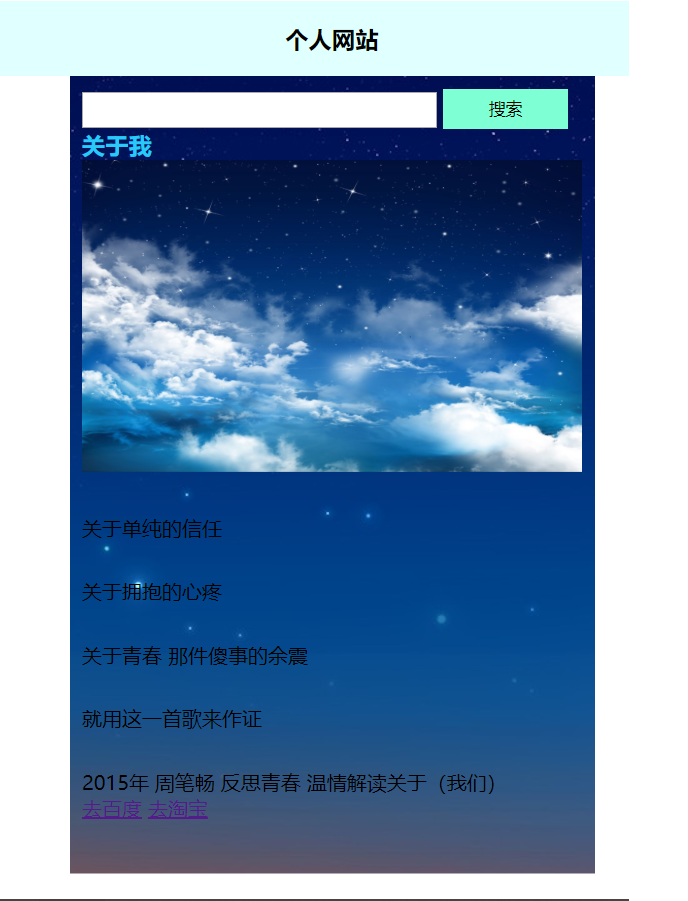 个人网站
搜索
关于我
关于单纯的信任
关于拥抱的心疼
关于青春 那件傻事的余震
就用这一首歌来作证
2015年 周笔畅 反思青春 温情解读关于（我们）
去百度 去淘宝